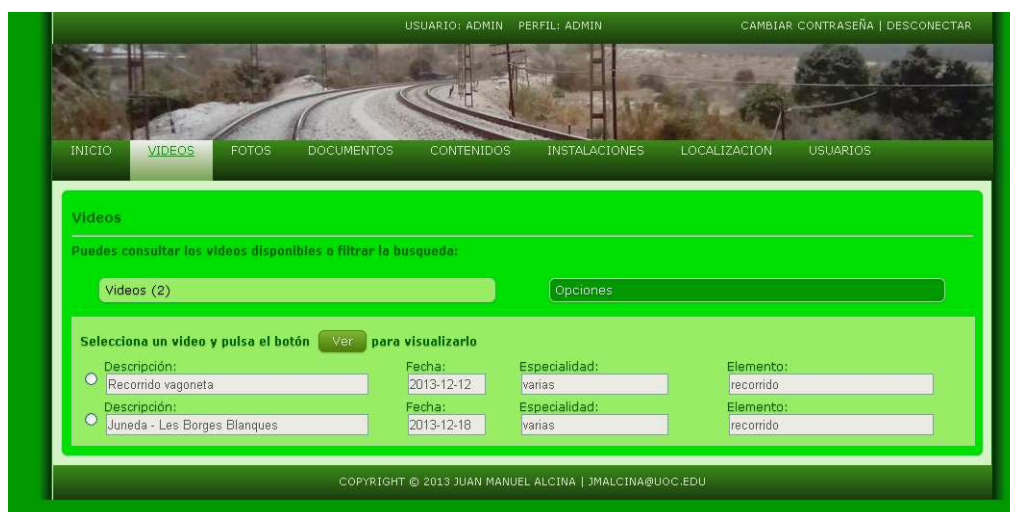 USUARIO: ADMIN PERFIL: ADMIN CAMBIAR CONTRASEÑA | DESCONECTAR
INICIO VIDEOS FOTOS DOCUMENTOS CONTENIDOS INSTALACIONES LOCALIZACION USUARIOS
Videos
Puedes consultar los videos disponibles o filtrar la busqueda:
Videos (2) Opciones
Selecciona un video y pulsa el botón Ver para visualizarlo
Descripción: Fecha: Especialidad: Elemento:
Recorrido vagoneta 2013-12-12 varias recorrido
Descripción: Fecha: Especialidad: Elemento:
Juneda - Les Borges Blanques 2013-12-18 varias recorrido
COPYRIGHT © 2013 JUAN MANUEL ALCINA | JMALCINA@UOC.EDU